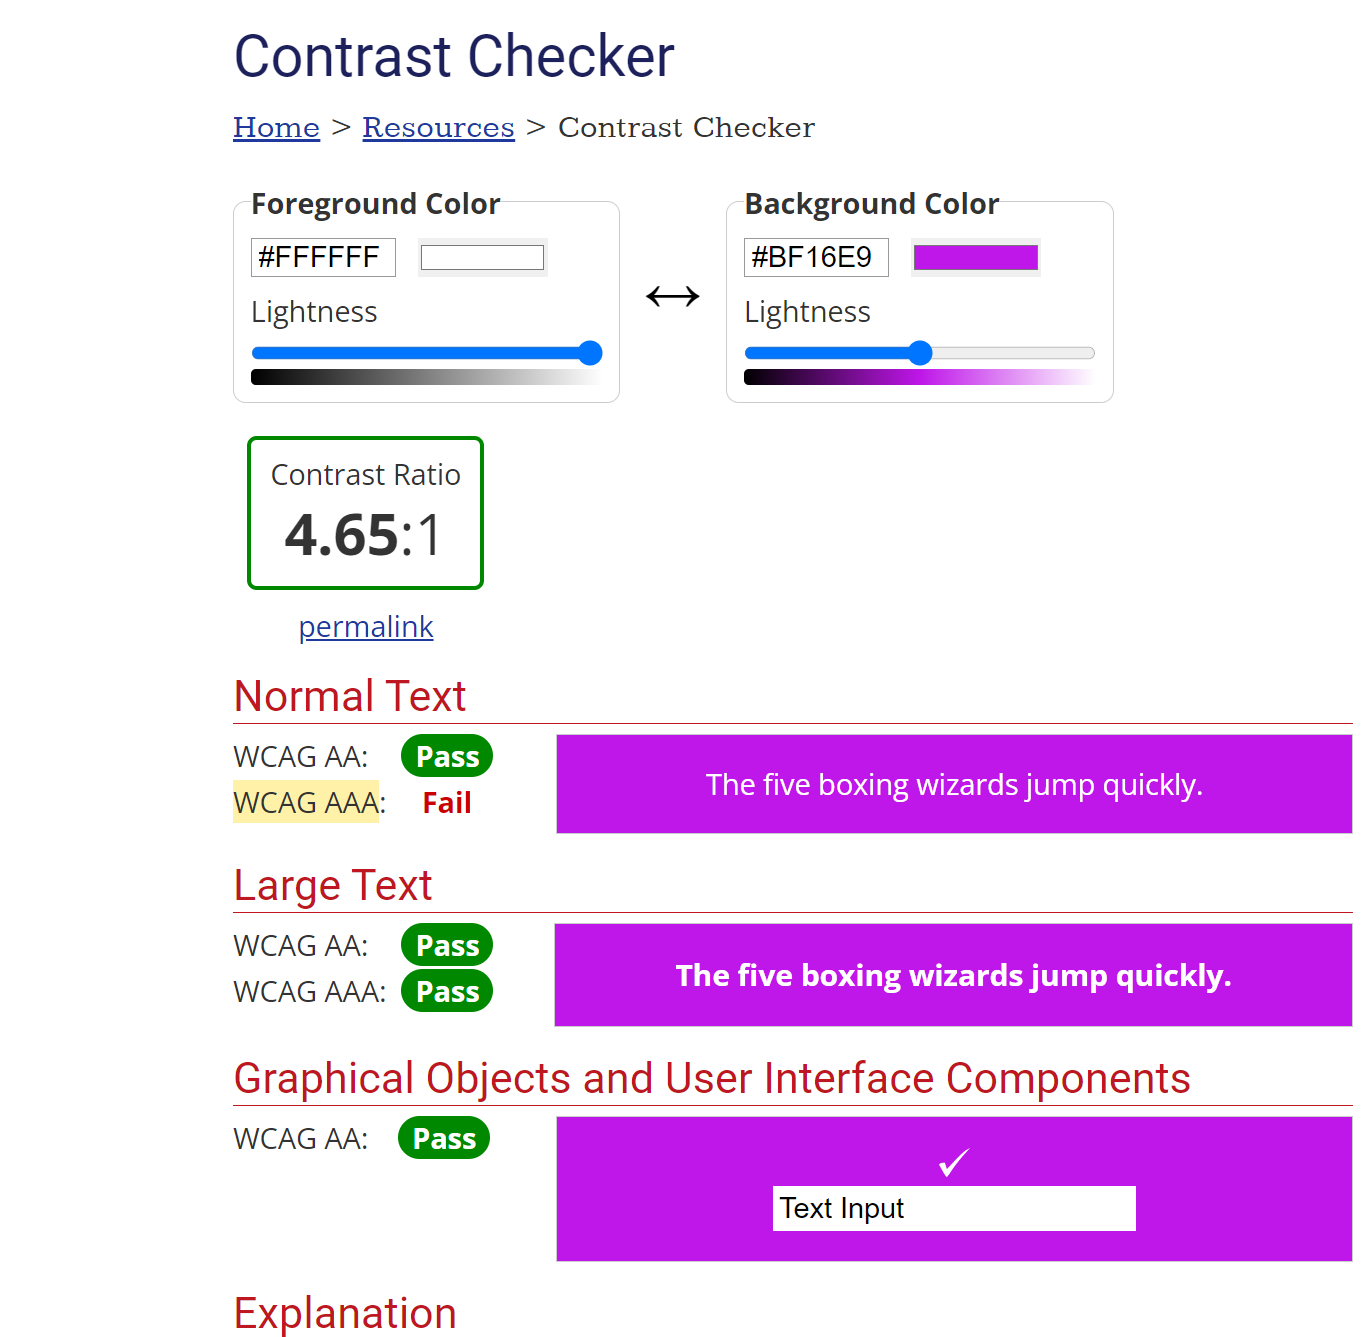 Contrast Checker
Home > Resources > Contrast Checker
Foreground Color
#FFFFFF
Lightness
↔
Background Color
#BF16E9
Lightness
Contrast Ratio
4.65:1
permalink
Normal Text
WCAG AA: Pass
WCAG AAA: Fail
The five boxing wizards jump quickly.
Large Text
WCAG AA: Pass
WCAG AAA: Pass
The five boxing wizards jump quickly.
Graphical Objects and User Interface Components
WCAG AA: Pass
✓
Text Input
Explanation